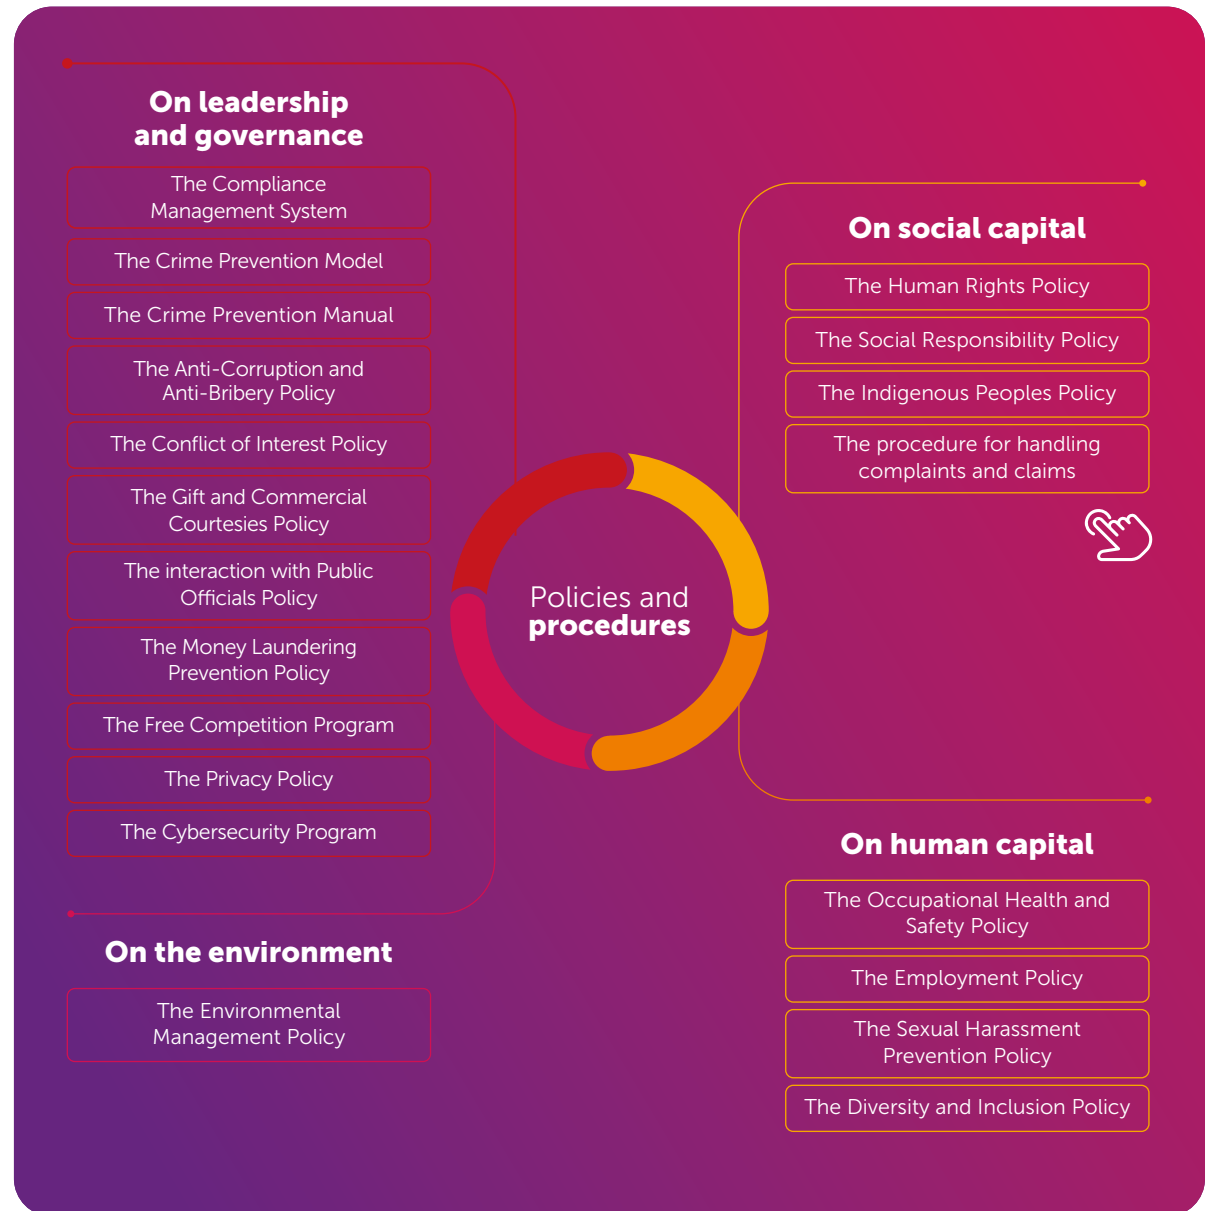 On leadership
and governance
The Compliance
Management System
The Crime Prevention Model
The Crime Prevention Manual
The Anti-Corruption and
Anti-Bribery Policy
The Conflict of Interest Policy
The Gift and Commercial
Courtesies Policy
The interaction with Public
Officials Policy
The Money Laundering
Prevention Policy
The Free Competition Program
The Privacy Policy
The Cybersecurity Program
On the environment
The Environmental
Management Policy
Policies and
procedures
On social capital
The Human Rights Policy
The Social Responsibility Policy
The Indigenous Peoples Policy
The procedure for handling
complaints and claims
On human capital
The Occupational Health and
Safety Policy
The Employment Policy
The Sexual Harassment
Prevention Policy
The Diversity and Inclusion Policy